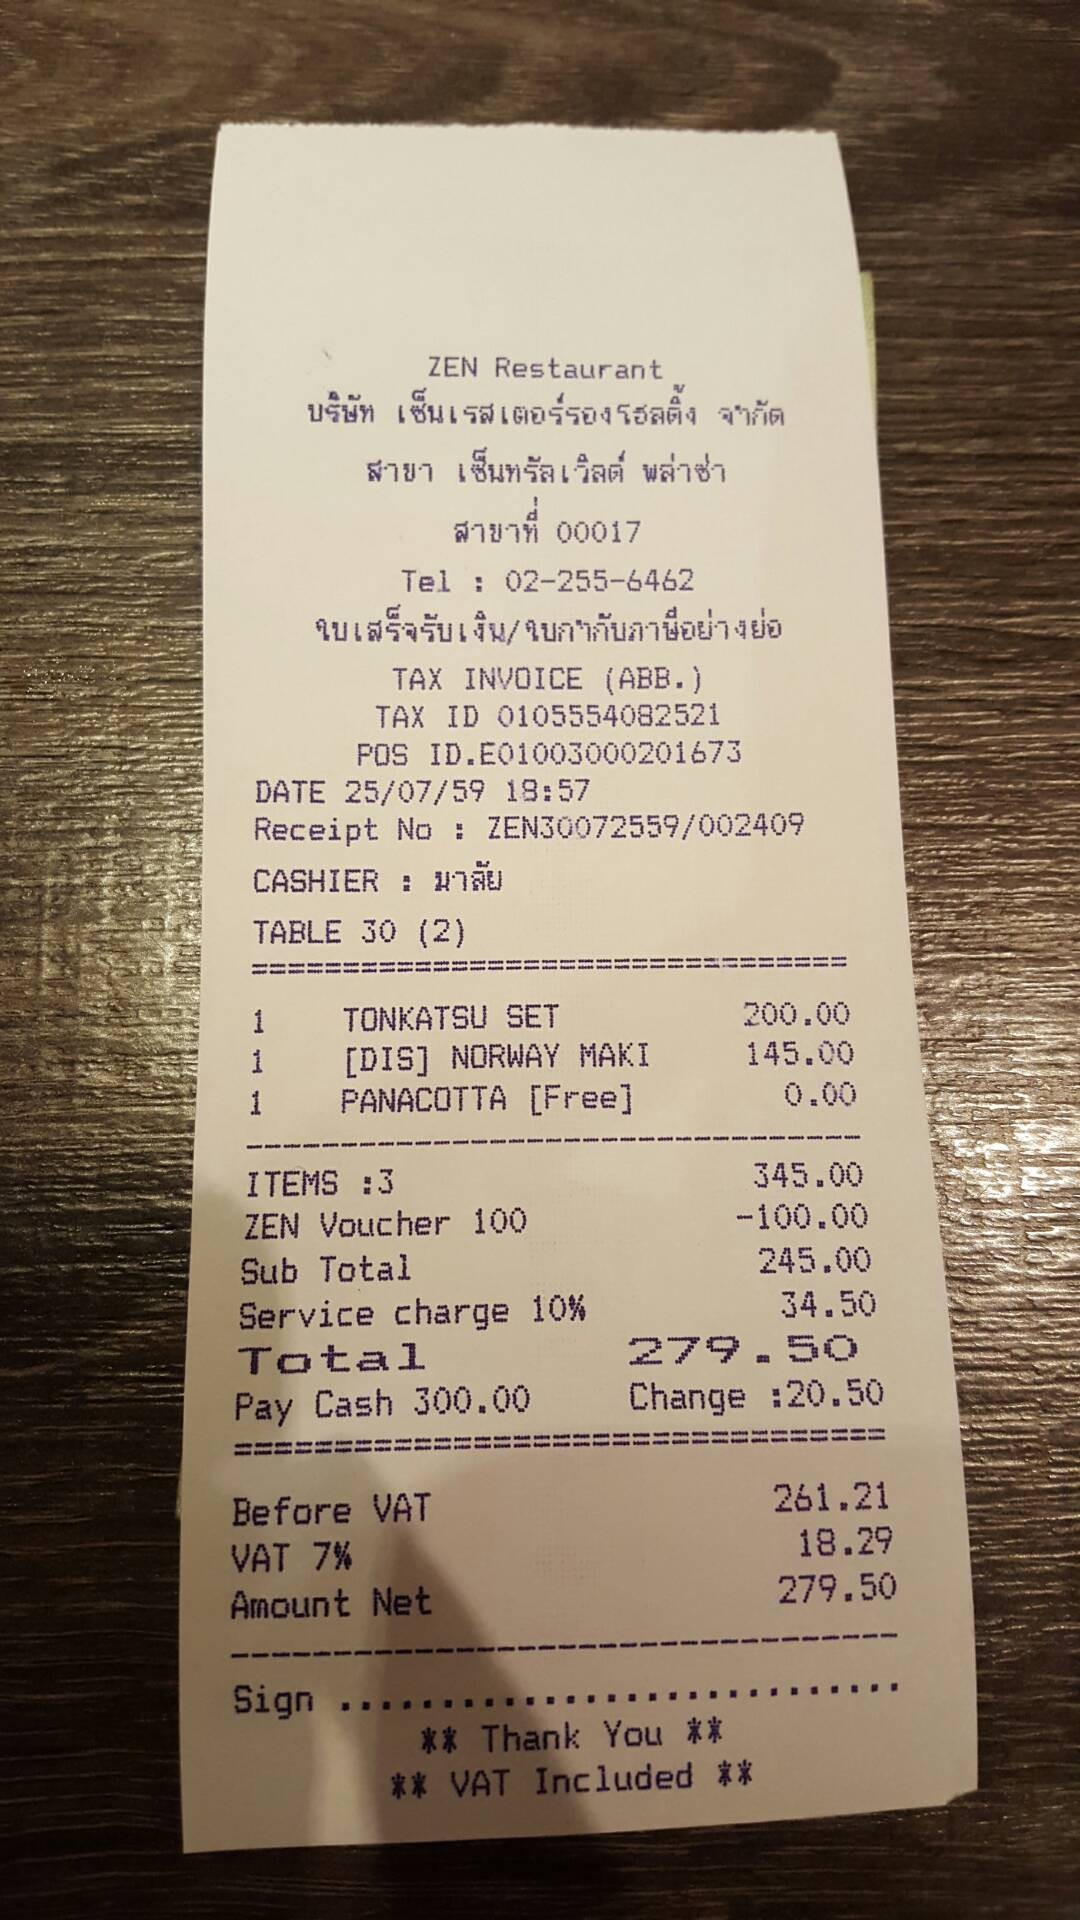 ZEN Restaurant
บริษัท เซ็นเรสเตอร์รองโฮลดิ้ง จำกัด
สาขา เซ็นทรัลเวิลด์ พล่าซ่า
สาขาที่ 00017
Tel : 02-255-6462
ใบเสร็จรับเงิน/ใบกำกับภาษีอย่างย่อ
TAX INVOICE (ABB.)
TAX ID 0105554082521
POS ID.E01003000201673
DATE 25/07/59 18:57
Receipt No : ZEN30072559/002409
CASHIER : มาลัย
TABLE 30 (2)
=================================
1 TONKATSU SET 200.00
1 [DIS] NORWAY MAKI 145.00
1 PANACOTTA [Free] 0.00
---------------------------------
ITEMS :3 345.00
ZEN Voucher 100 -100.00
Sub Total 245.00
Service charge 10% 34.50
Total 279.50
Pay Cash 300.00 Change :20.50
=================================
Before VAT 261.21
VAT 7% 18.29
Amount Net 279.50
---------------------------------
Sign ............................
** Thank You **
** VAT Included **